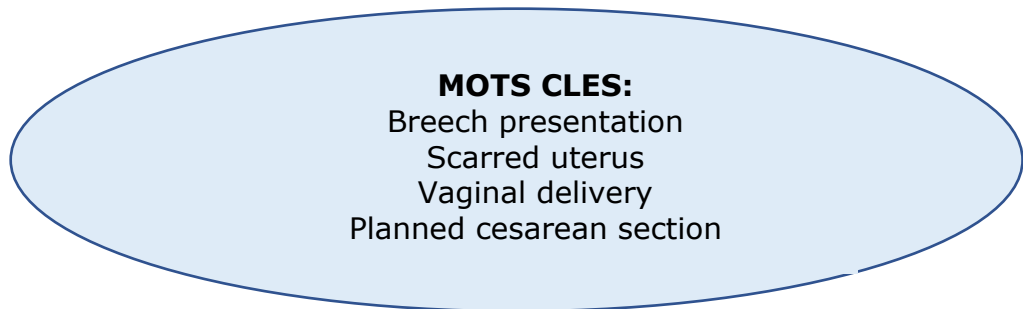 MOTS CLES:
Breech presentation
Scarred uterus
Vaginal delivery
Planned cesarean section